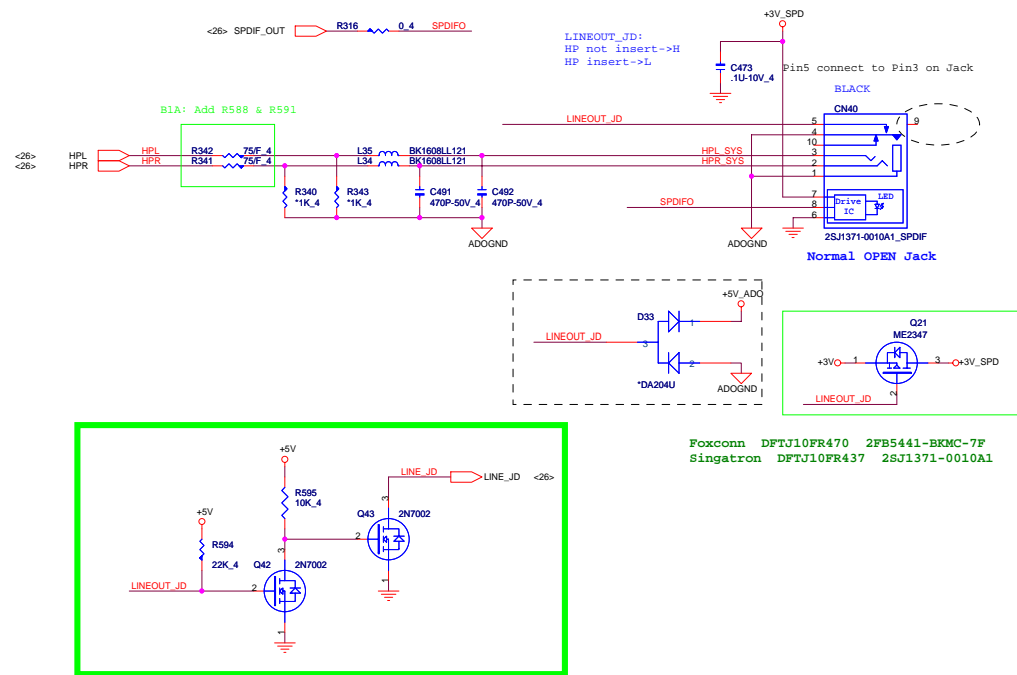 <26> SPDIF_OUT R316 0_4 SPDIFO
+3V_SPD
LINEOUT_JD:
HP not insert->H
HP insert->L
C473
.1U-10V_4
Pin5 connect to Pin3 on Jack
BLACK
CN40
BIA: Add R588 & R591
LINEOUT_JD 5 9
4
10
<26> HPL HPL R342 75/F_4 L35 BK1608LL121 HPL_SYS 3
<26> HPR HPR R341 75/F_4 L34 BK1608LL121 HPR_SYS 2
1
R340
*1K_4
R343
*1K_4
C491
470P-50V_4
C492
470P-50V_4
7
SPDIFO 8
6
Drive
IC
LED
ADOGND
ADOGND
2SJ1371-0010A1_SPDIF
Normal OPEN Jack
+5V_ADO
D33
LINEOUT_JD 3 1
2
*DA204U
ADOGND
Q21
ME2347
+3V 1 3 +3V_SPD
2
LINEOUT_JD
Foxconn DFTJ10FR470 2FB5441-BKMC-7F
Singatron DFTJ10FR437 2SJ1371-0010A1
+5V
LINE_JD LINE_JD <26>
R595
10K_4
3
Q43 2N7002
+5V
2
R594
22K_4
3
Q42 2N7002
1
LINEOUT_JD 2
1